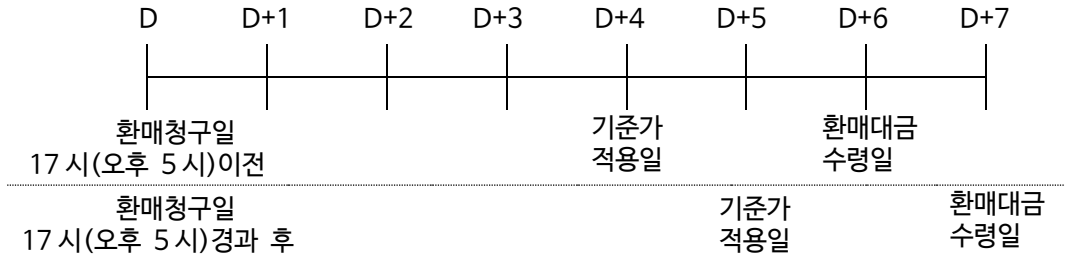 D D+1 D+2 D+3 D+4 D+5 D+6 D+7
환매청구일 기준가 환매대금
17 시(오후 5 시)이전 적용일 수령일
환매청구일 기준가 환매대금
17 시(오후 5 시)경과 후 적용일 수령일